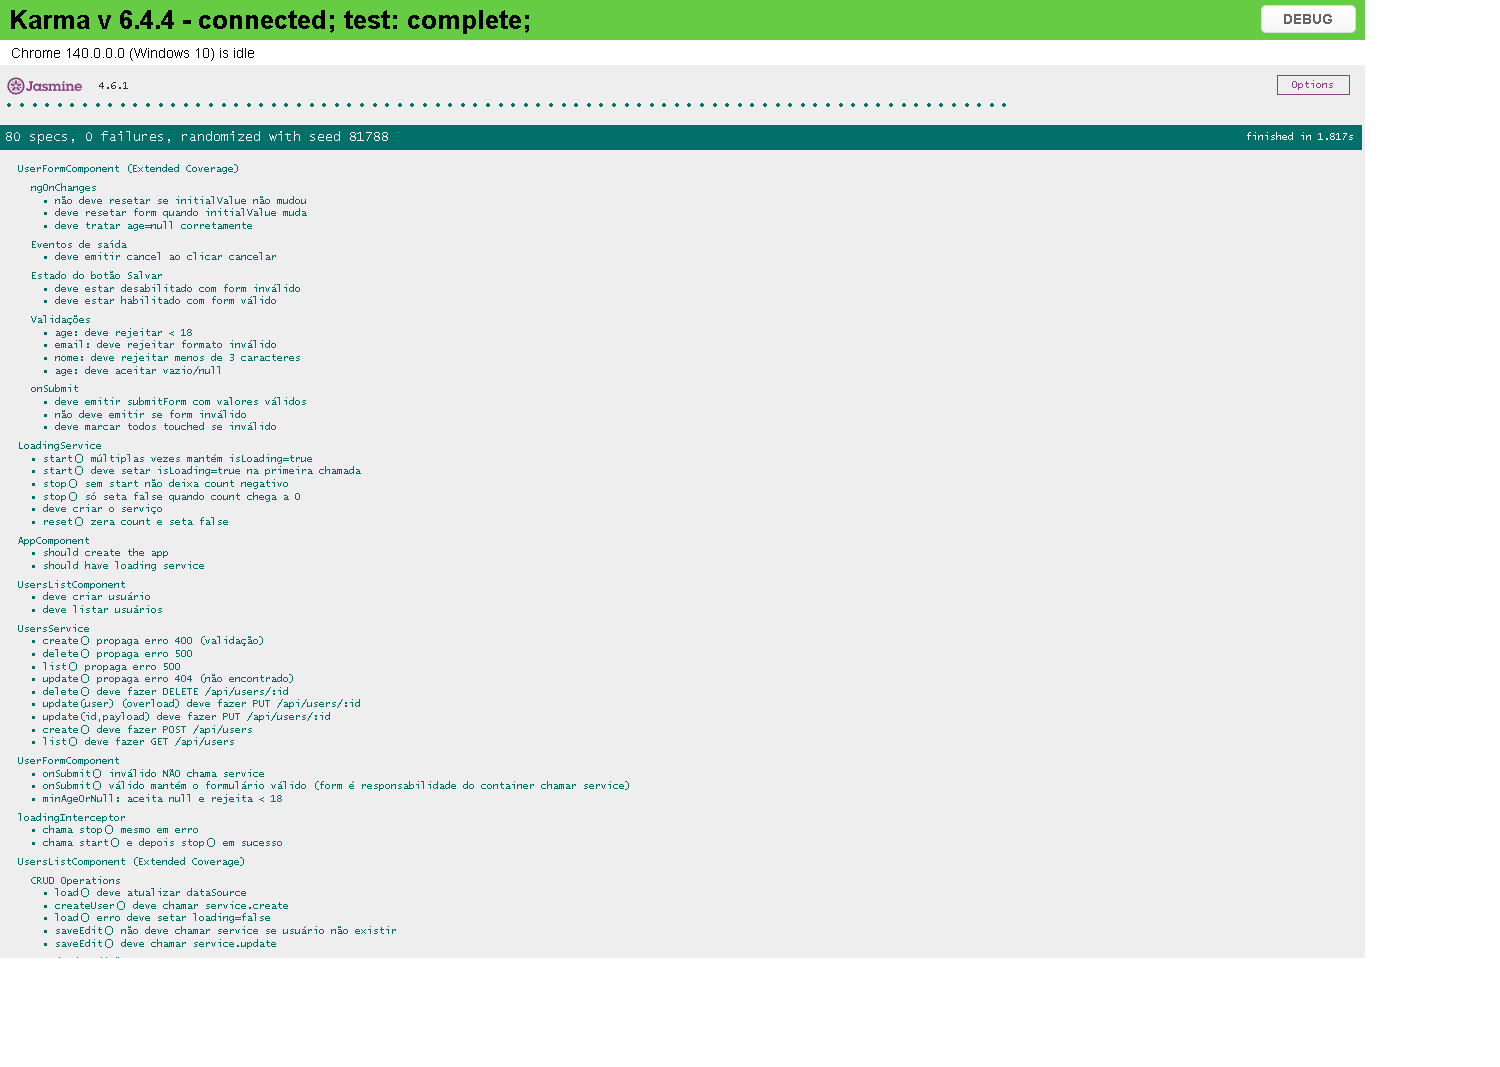 Karma v 6.4.4 - connected; test: complete;
DEBUG
Chrome 140.0.0.0 (Windows 10) is idle
Jasmine 4.6.1
Options
80 specs, 0 failures, randomized with seed 81788
finished in 1.817s
UserFormComponent (Extended Coverage)
ngOnChanges
• não deve resetar se initialValue não mudou
• deve resetar form quando initialValue muda
• deve tratar age=null corretamente
Eventos de saída
• deve emitir cancel ao clicar cancelar
Estado do botão Salvar
• deve estar desabilitado com form inválido
• deve estar habilitado com form válido
Validações
• age: deve rejeitar < 18
• email: deve rejeitar formato inválido
• nome: deve rejeitar menos de 3 caracteres
• age: deve aceitar vazio/null
onSubmit
• deve emitir submitForm com valores válidos
• não deve emitir se form inválido
• deve marcar todos touched se inválido
LoadingService
• start() múltiplas vezes mantém isLoading=true
• start() deve setar isLoading=true na primeira chamada
• stop() sem start não deixa count negativo
• stop() só seta false quando count chega a 0
• deve criar o serviço
• reset() zera count e seta false
AppComponent
• should create the app
• should have loading service
UsersListComponent
• deve criar usuário
• deve listar usuários
UsersService
• create() propaga erro 400 (validação)
• delete() propaga erro 500
• list() propaga erro 500
• update() propaga erro 404 (não encontrado)
• delete() deve fazer DELETE /api/users/:id
• update(user) (overload) deve fazer PUT /api/users/:id
• update(id,payload) deve fazer PUT /api/users/:id
• create() deve fazer POST /api/users
• list() deve fazer GET /api/users
UserFormComponent
• onSubmit() inválido NÃO chama service
• onSubmit() válido mantém o formulário válido (form é responsabilidade do container chamar service)
• minAgeOrNull: aceita null e rejeita < 18
loadingInterceptor
• chama stop() mesmo em erro
• chama start() e depois stop() em sucesso
UsersListComponent (Extended Coverage)
CRUD Operations
• load() deve atualizar dataSource
• createUser() deve chamar service.create
• load() erro deve setar loading=false
• saveEdit() não deve chamar service se usuário não existir
• saveEdit() deve chamar service.update